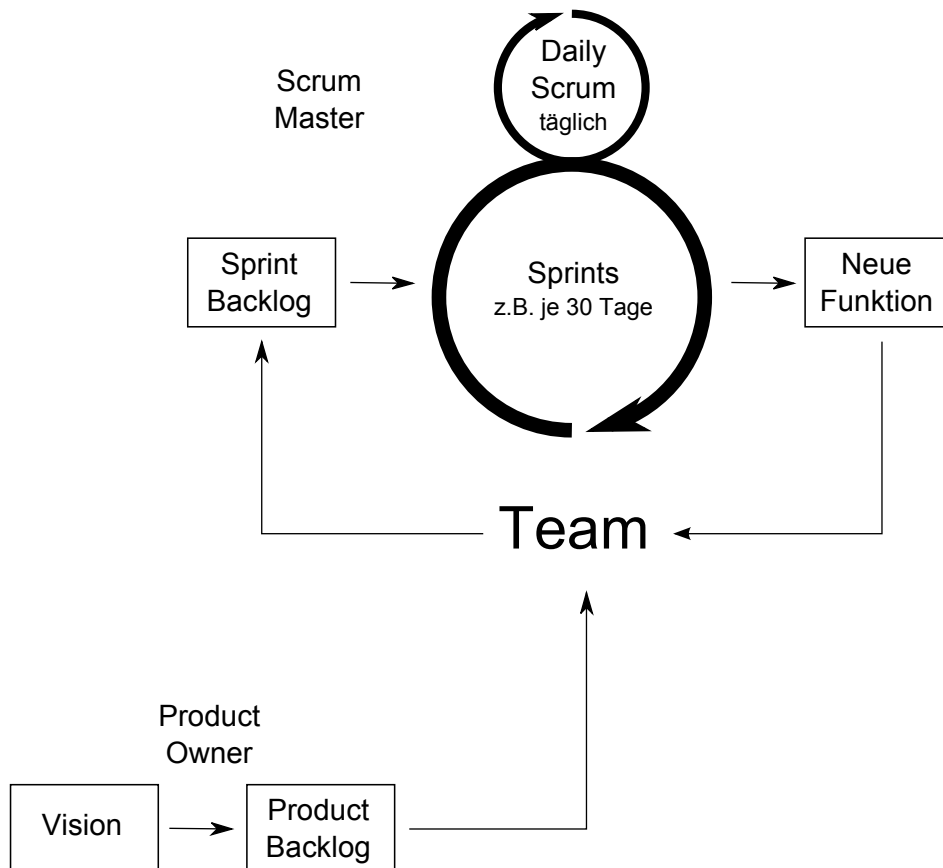 Daily
Scrum
täglich
Scrum
Master
Sprint
Backlog
Sprints
z.B. je 30 Tage
Neue
Funktion
Team
Product
Owner
Vision
Product
Backlog